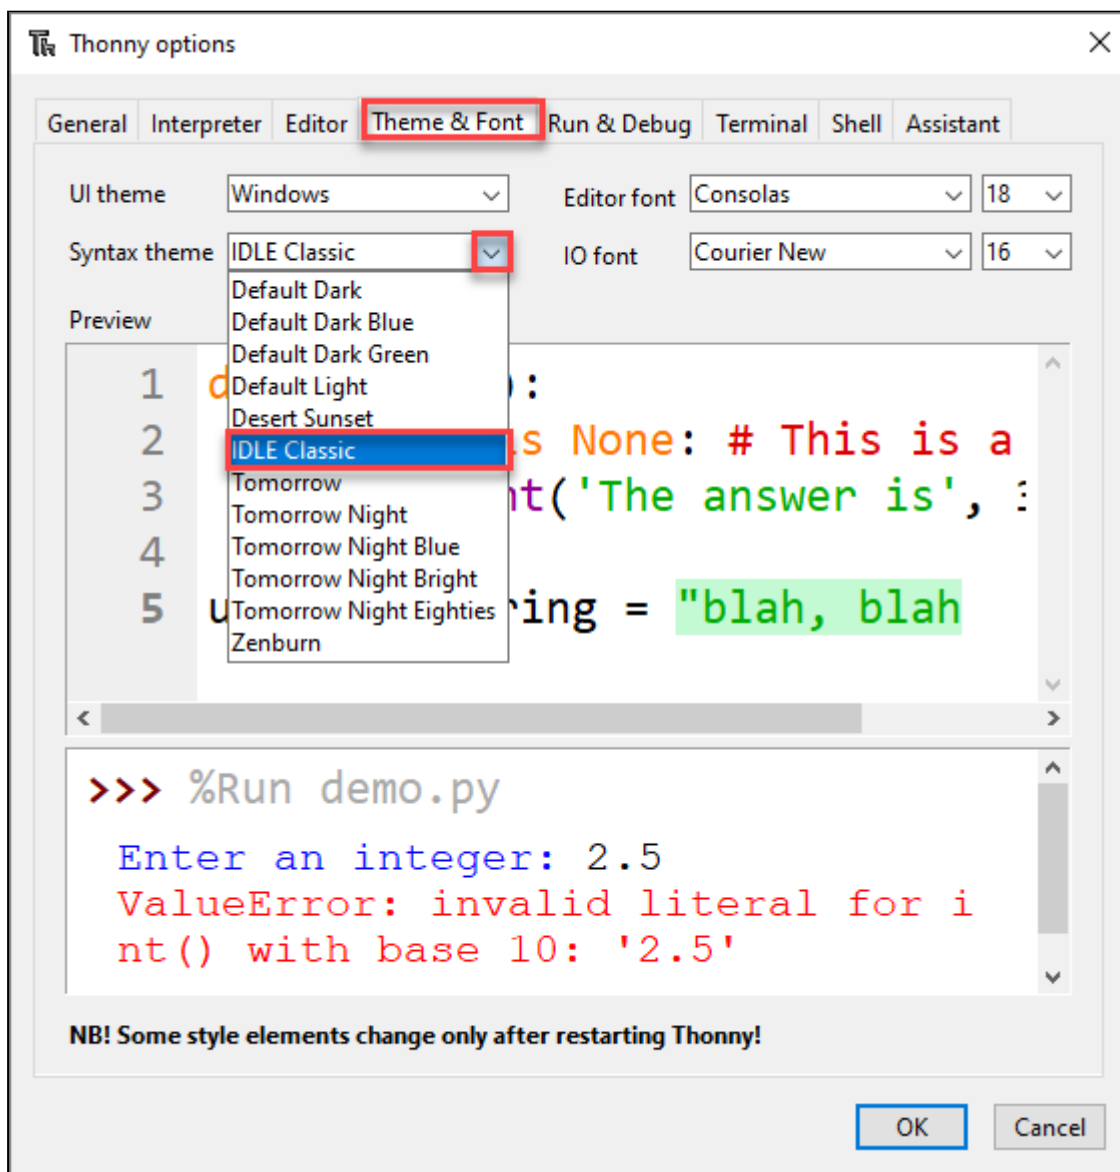 Thonny options
General Interpreter Editor Theme & Font Run & Debug Terminal Shell Assistant
UI theme Windows Editor font Consolas 18
Syntax theme IDLE Classic IO font Courier New 16
Default Dark
Default Dark Blue
Default Dark Green
Default Light
Desert Sunset
IDLE Classic
Tomorrow
Tomorrow Night
Tomorrow Night Blue
Tomorrow Night Bright
Tomorrow Night Eighties
Zenburn
Preview
1 d ):
2 s None: # This is a
3 nt('The answer is', 3
4
5 u ring = "blah, blah
>>> %Run demo.py
Enter an integer: 2.5
ValueError: invalid literal for i
nt() with base 10: '2.5'
NB! Some style elements change only after restarting Thonny!
OK Cancel